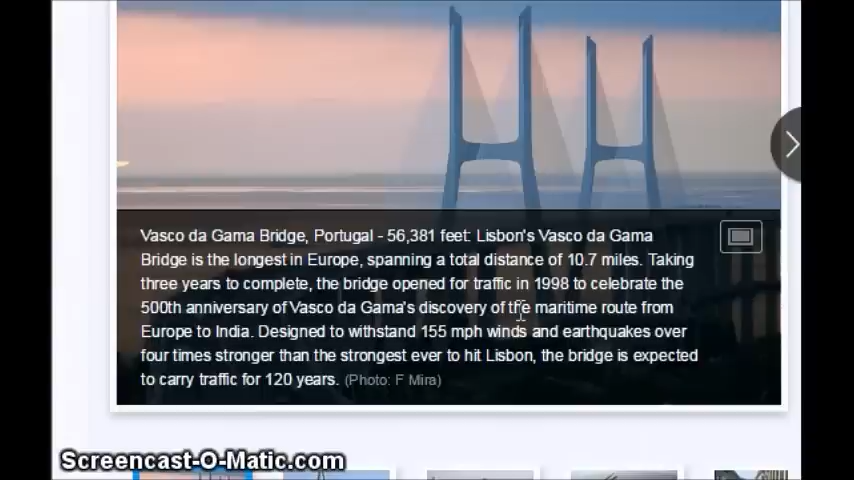 Vasco da Gama Bridge, Portugal - 56,381 feet: Lisbon's Vasco da Gama
Bridge is the longest in Europe, spanning a total distance of 10.7 miles. Taking
three years to complete, the bridge opened for traffic in 1998 to celebrate the
500th anniversary of Vasco da Gama's discovery of the maritime route from
Europe to India. Designed to withstand 155 mph winds and earthquakes over
four times stronger than the strongest ever to hit Lisbon, the bridge is expected
to carry traffic for 120 years. (Photo: F Mira)
Screencast-O-Matic.com